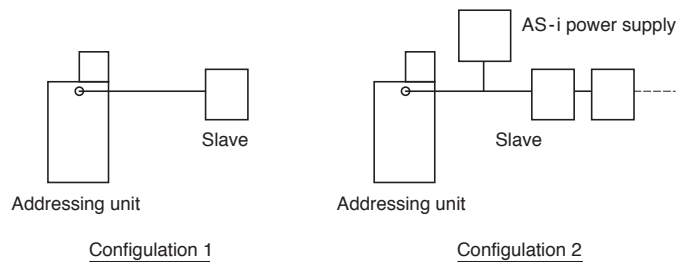 AS-i power supply
Slave
Slave
Addressing unit
Addressing unit
Configulation 1
Configulation 2